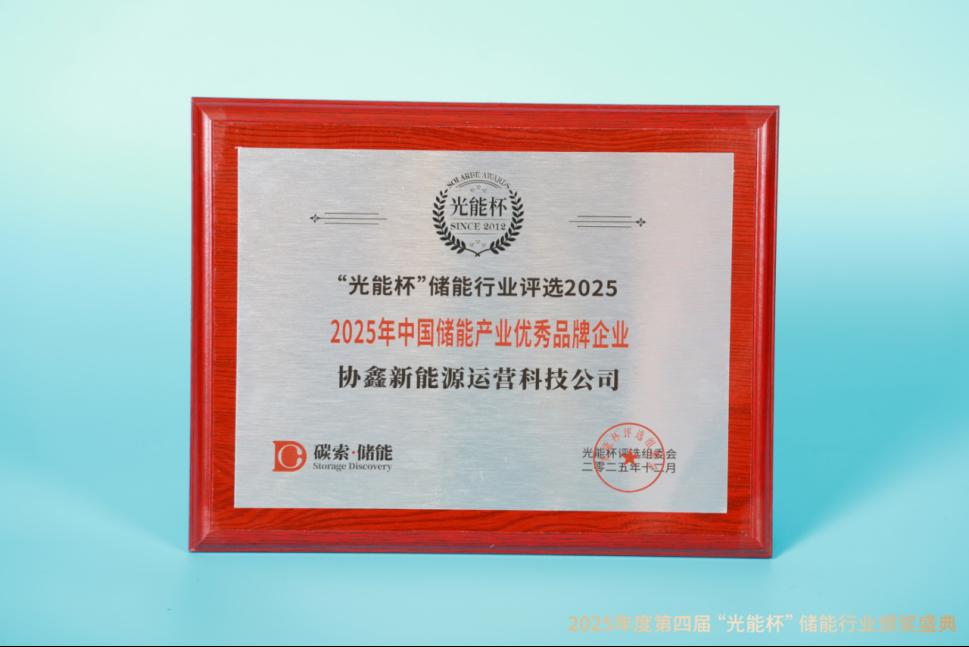 SOLARBE AWARDS
光能杯
SINCE 2012
“光能杯”储能行业评选2025
2025年中国储能产业优秀品牌企业
协鑫新能源运营科技公司
碳索·储能
Storage Discovery
光能杯评选组委会
二零二五年十二月
2025年度第四届“光能杯”储能行业颁奖盛典